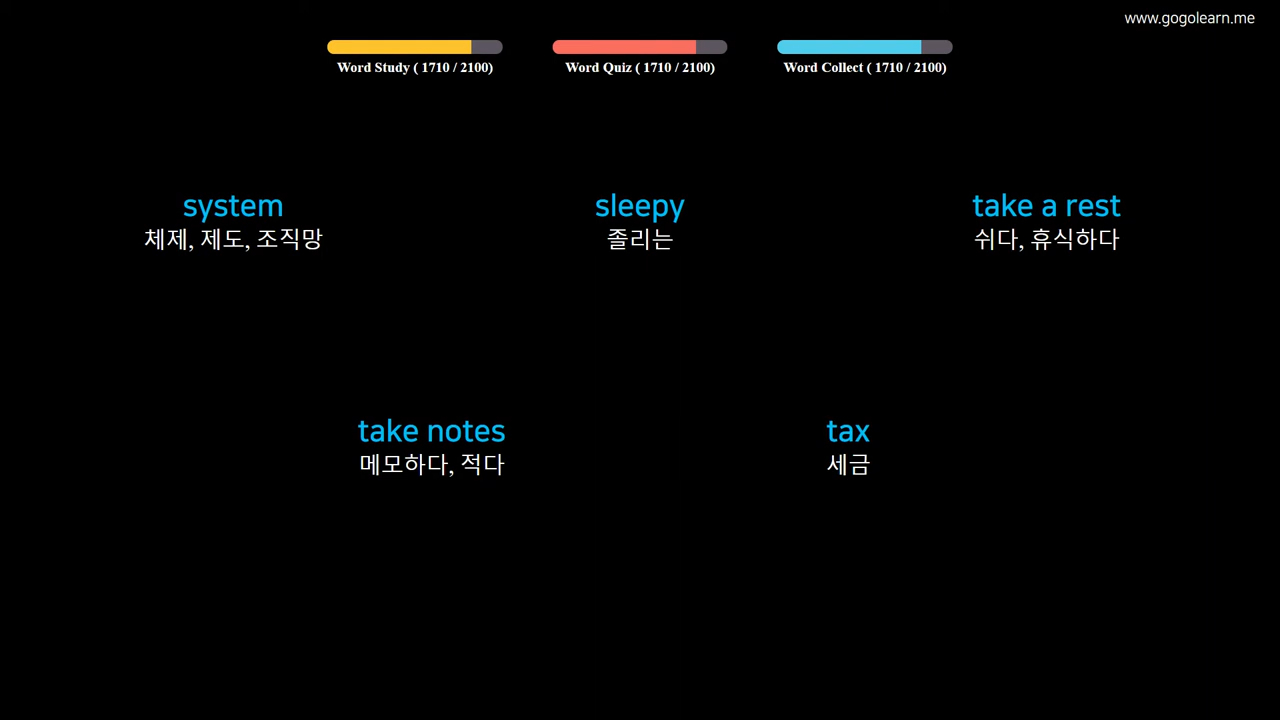 www.gogolearn.me
Word Study ( 1710 / 2100)
Word Quiz ( 1710 / 2100)
Word Collect ( 1710 / 2100)
system
체제, 제도, 조직망
sleepy
졸리는
take a rest
쉬다, 휴식하다
take notes
메모하다, 적다
tax
세금